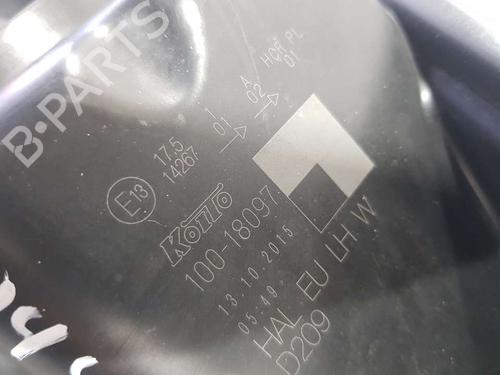 B-PARTS
E13
17,5
14267
1
01
A
02
HCR PL
01
KOITO
100-18097
13.10.2015
05:49
HAL EU LH W
D209